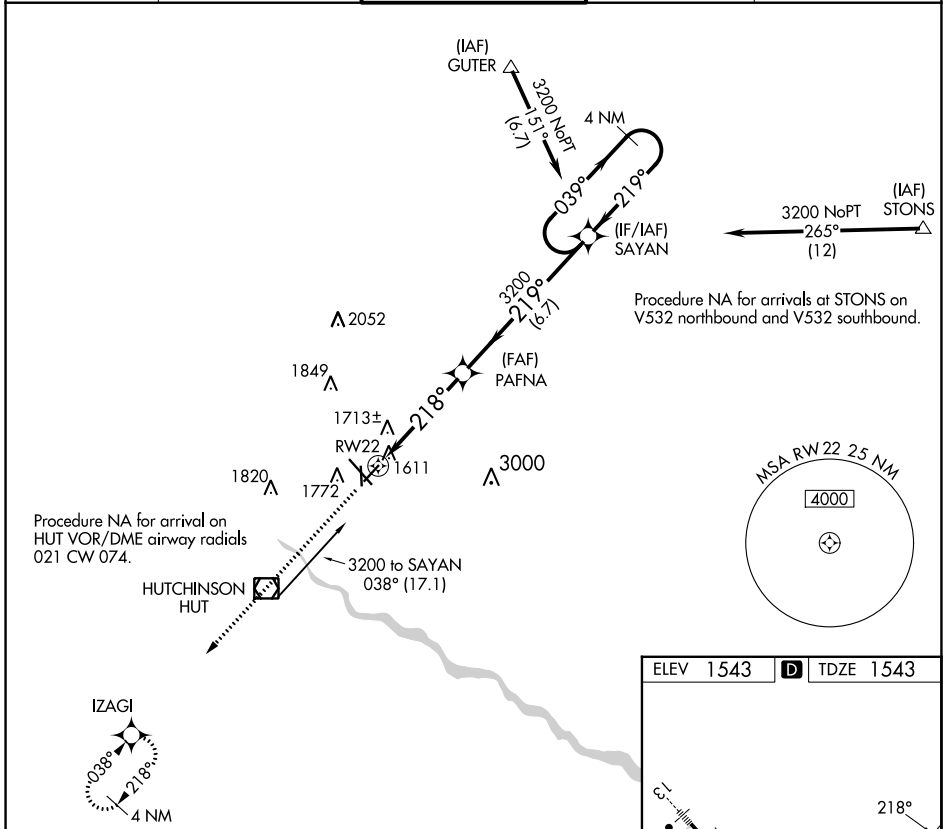 (IAF)
GUTER
3200 NoPT
151°
(6.7)
4 NM
039°
219°
(IF/IAF)
SAYAN
(IAF)
STONS
3200 NoPT
265°
(12)
3200
219°
(6.7)
Procedure NA for arrivals at STONS on
V532 northbound and V532 southbound.
2052
(FAF)
PAFNA
1849
218°
1713±
RW22
1611
3000
1820
1772
MSA RW 22 25 NM
4000
Procedure NA for arrival on
HUT VOR/DME airway radials
021 CW 074.
3200 to SAYAN
038° (17.1)
HUTCHINSON
HUT
ELEV 1543 D TDZE 1543
IZAGI
038°
218°
4 NM
13
218°